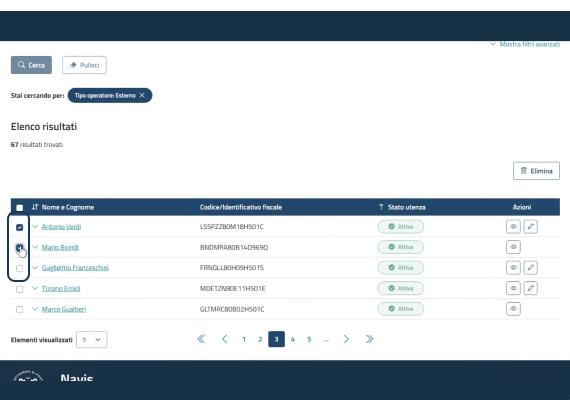 Mostra filtri avanzati
Cerca Pulisci
Stai cercando per: Tipo operatore: Esterno
Elenco risultati
67 risultati trovati
Elimina
Nome e Cognome Codice/Identificativo fiscale Stato utenza Azioni
Antonio Verdi LSSPZZ80M18H501C Attiva
Mario Biondi BNDMRA80B14D969Q Attiva
Guglielmo Franceschini FRNGLL80H09H501S Attiva
Tiziano Emidi MDETZN80E11H501E Attiva
Marco Gualtieri GLTMRC80B02H501C Attiva
Elementi visualizzati 5 1 2 3 4 5 ...
Navis